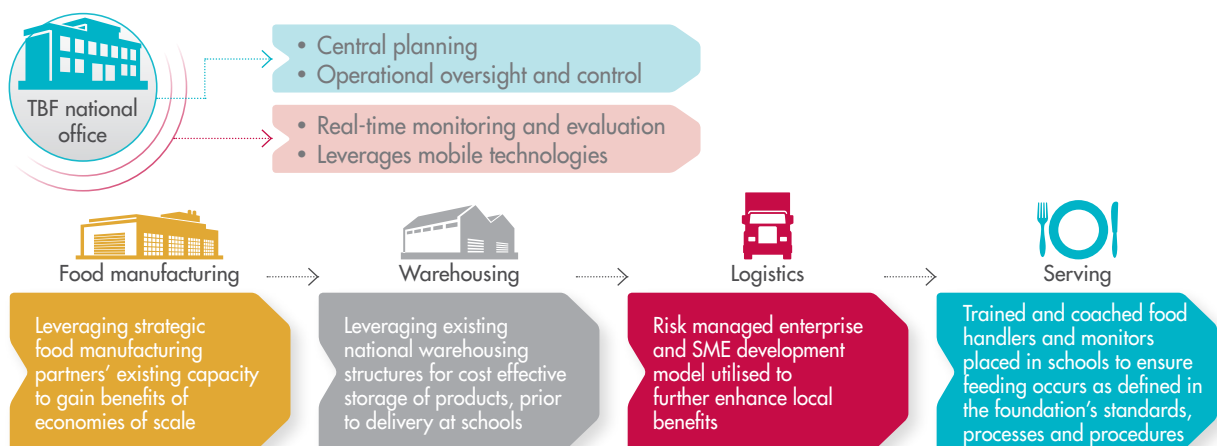 TBF national
office
• Central planning
• Operational oversight and control
• Real-time monitoring and evaluation
• Leverages mobile technologies
Food manufacturing
Warehousing
Logistics
Serving
Leveraging strategic
food manufacturing
partners’ existing capacity
to gain benefits of
economies of scale
Leveraging existing
national warehousing
structures for cost effective
storage of products, prior
to delivery at schools
Risk managed enterprise
and SME development
model utilised to
further enhance local
benefits
Trained and coached food
handlers and monitors
placed in schools to ensure
feeding occurs as defined in
the foundation’s standards,
processes and procedures